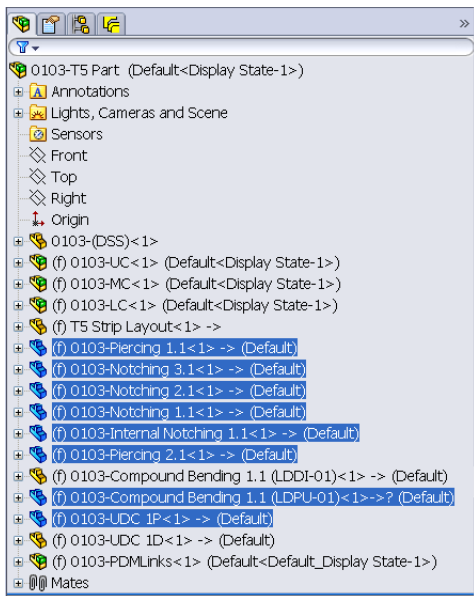 »
0103-T5 Part (Default<Display State-1>)
A Annotations
Lights, Cameras and Scene
Sensors
Front
Top
Right
Origin
0103-(DSS)<1>
(f) 0103-UC<1> (Default<Display State-1>)
(f) 0103-MC<1> (Default<Display State-1>)
(f) 0103-LC<1> (Default<Display State-1>)
(f) T5 Strip Layout<1> ->
(f) 0103-Piercing 1.1<1> -> (Default)
(f) 0103-Notching 3.1<1> -> (Default)
(f) 0103-Notching 2.1<1> -> (Default)
(f) 0103-Notching 1.1<1> -> (Default)
(f) 0103-Internal Notching 1.1<1> -> (Default)
(f) 0103-Piercing 2.1<1> -> (Default)
(f) 0103-Compound Bending 1.1 (LDDI-01)<1> -> (Default)
(f) 0103-Compound Bending 1.1 (LDPU-01)<1>->? (Default)
(f) 0103-UDC 1P<1> -> (Default)
(f) 0103-UDC 1D<1> -> (Default)
(f) 0103-PDMLinks<1> (Default<Default_Display State-1>)
Mates